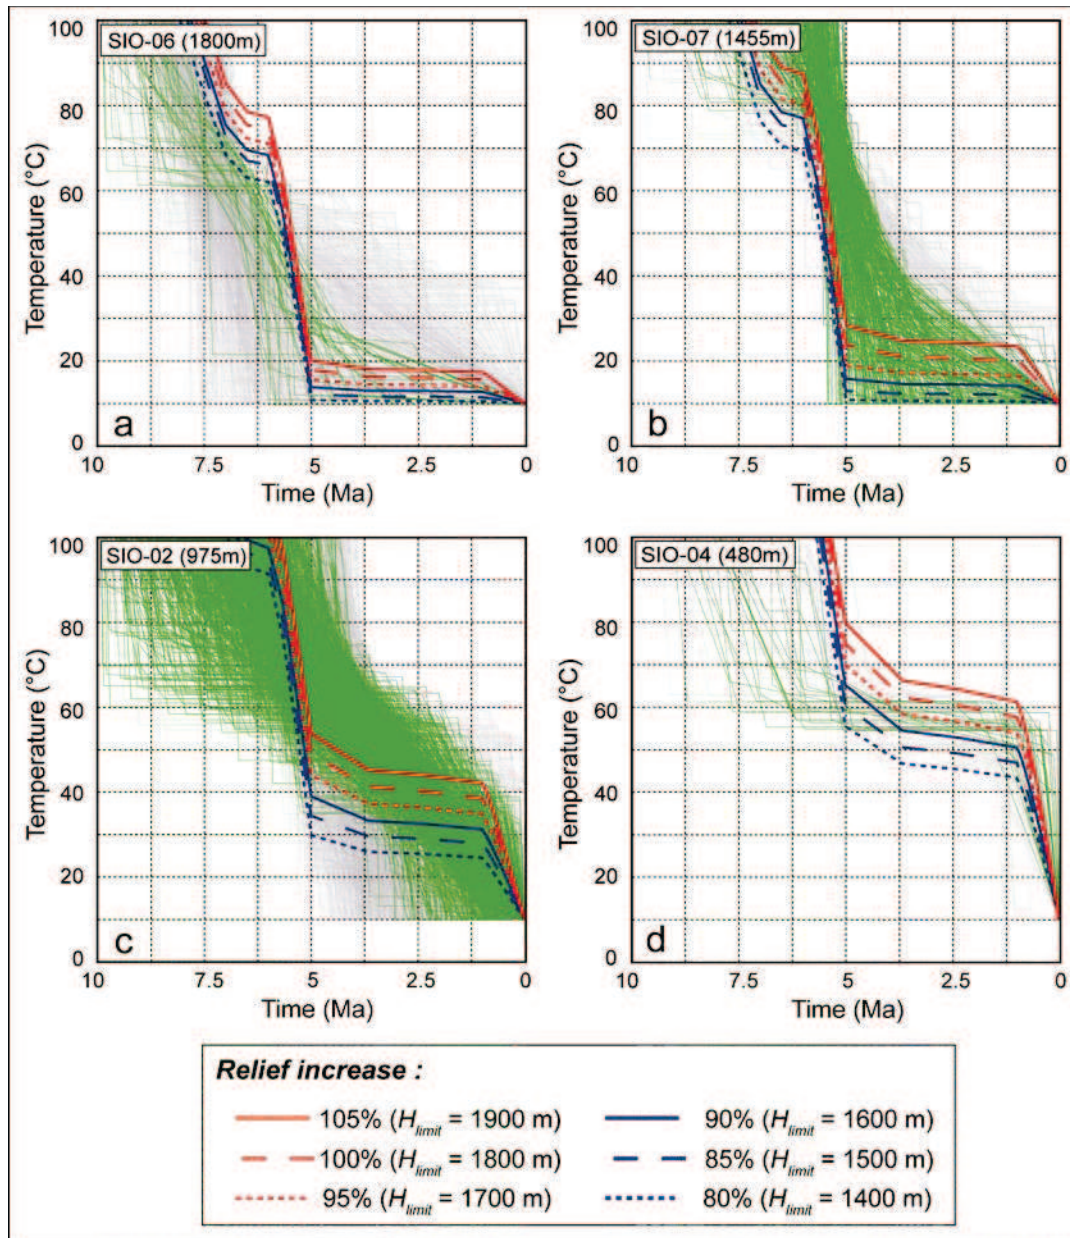 SIO-06 (1800m)
100
80
60
40
20
0
Temperature (°C)
a
10
7.5
5
2.5
0
Time (Ma)
SIO-07 (1455m)
100
80
60
40
20
0
Temperature (°C)
b
10
7.5
5
2.5
0
Time (Ma)
SIO-02 (975m)
100
80
60
40
20
0
Temperature (°C)
c
10
7.5
5
2.5
0
Time (Ma)
SIO-04 (480m)
100
80
60
40
20
0
Temperature (°C)
d
10
7.5
5
2.5
0
Time (Ma)
Relief increase :
105% (Hlimit = 1900 m)
100% (Hlimit = 1800 m)
95% (Hlimit = 1700 m)
90% (Hlimit = 1600 m)
85% (Hlimit = 1500 m)
80% (Hlimit = 1400 m)